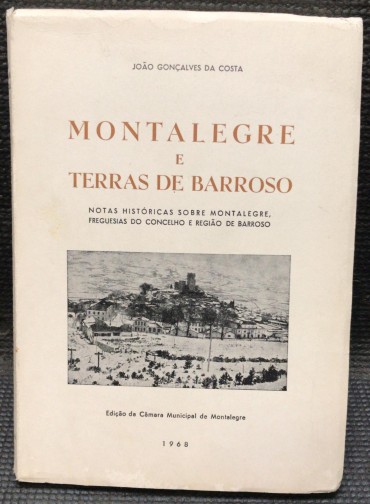 JOÃO GONÇALVES DA COSTA
MONTALEGRE
E
TERRAS DE BARROSO
NOTAS HISTÓRICAS SOBRE MONTALEGRE,
FREGUESIAS DO CONCELHO E REGIÃO DE BARROSO
Edição da Câmara Municipal de Montalegre
1968